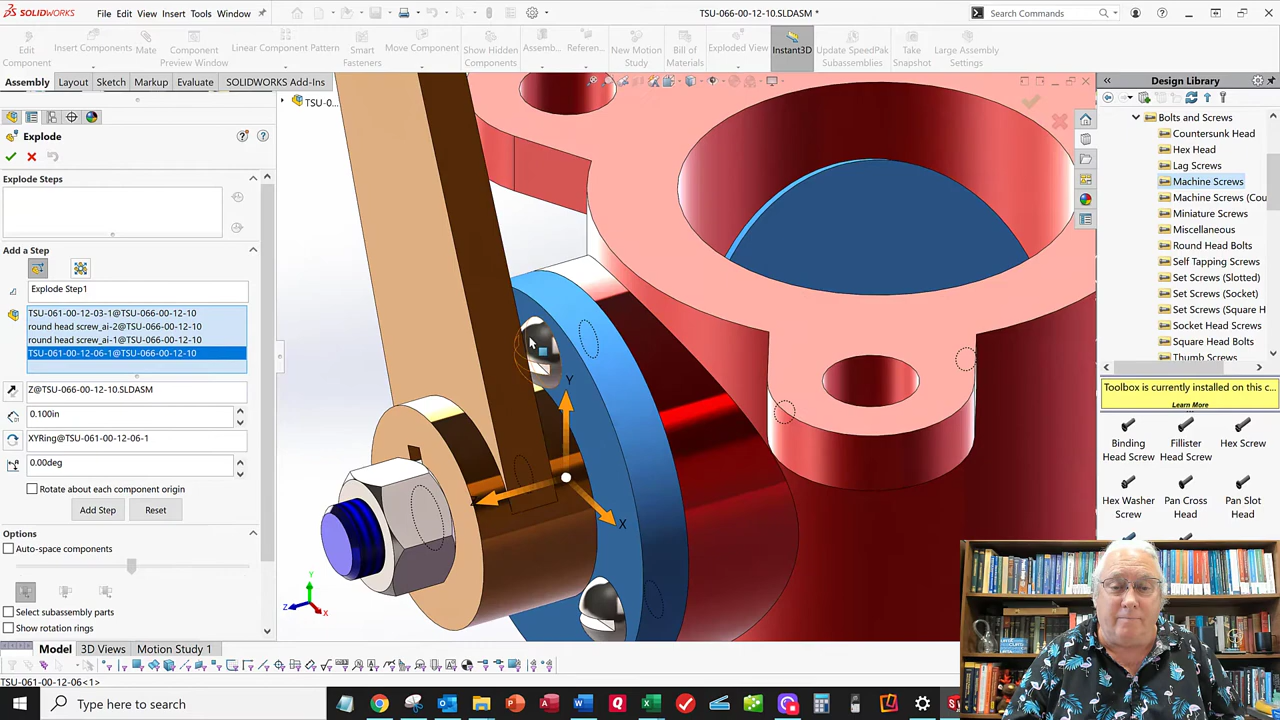 SOLIDWORKS File Edit View Insert Tools Window TSU-066-00-12-10.SLDASM * Search Commands
Edit Component
Insert Components
Mate
Component Preview Window
Linear Component Pattern
Smart Fasteners
Move Component
Show Hidden Components
Assemb...
Referen...
New Motion Study
Bill of Materials
Exploded View
Instant3D
Update SpeedPak Subassemblies
Take Snapshot
Large Assembly Settings
Assembly Layout Sketch Markup Evaluate SOLIDWORKS Add-Ins
TSU-0...
Explode
Explode Steps
Add a Step
Explode Step1
TSU-061-00-12-03-1@TSU-066-00-12-10
round head screw_ai-2@TSU-066-00-12-10
round head screw_ai-1@TSU-066-00-12-10
TSU-061-00-12-06-1@TSU-066-00-12-10
Z@TSU-066-00-12-10.SLDASM
0.100in
XYRing@TSU-061-00-12-06-1
0.00deg
Rotate about each component origin
Add Step Reset
Options
Auto-space components
Select subassembly parts
Show rotation rings
Y
X
Y
Z
X
Design Library
Bolts and Screws
Countersunk Head
Hex Head
Lag Screws
Machine Screws
Machine Screws (Cou
Miniature Screws
Miscellaneous
Round Head Bolts
Self Tapping Screws
Set Screws (Slotted)
Set Screws (Socket)
Set Screws (Square H
Socket Head Screws
Square Head Bolts
Thumb Screws
Toolbox is currently installed on this c...
Learn More
Binding Head Screw
Fillister Head Screw
Hex Screw
Hex Washer Screw
Pan Cross Head
Pan Slot Head
Model 3D Views Motion Study 1
TSU-061-00-12-06<1>
Type here to search